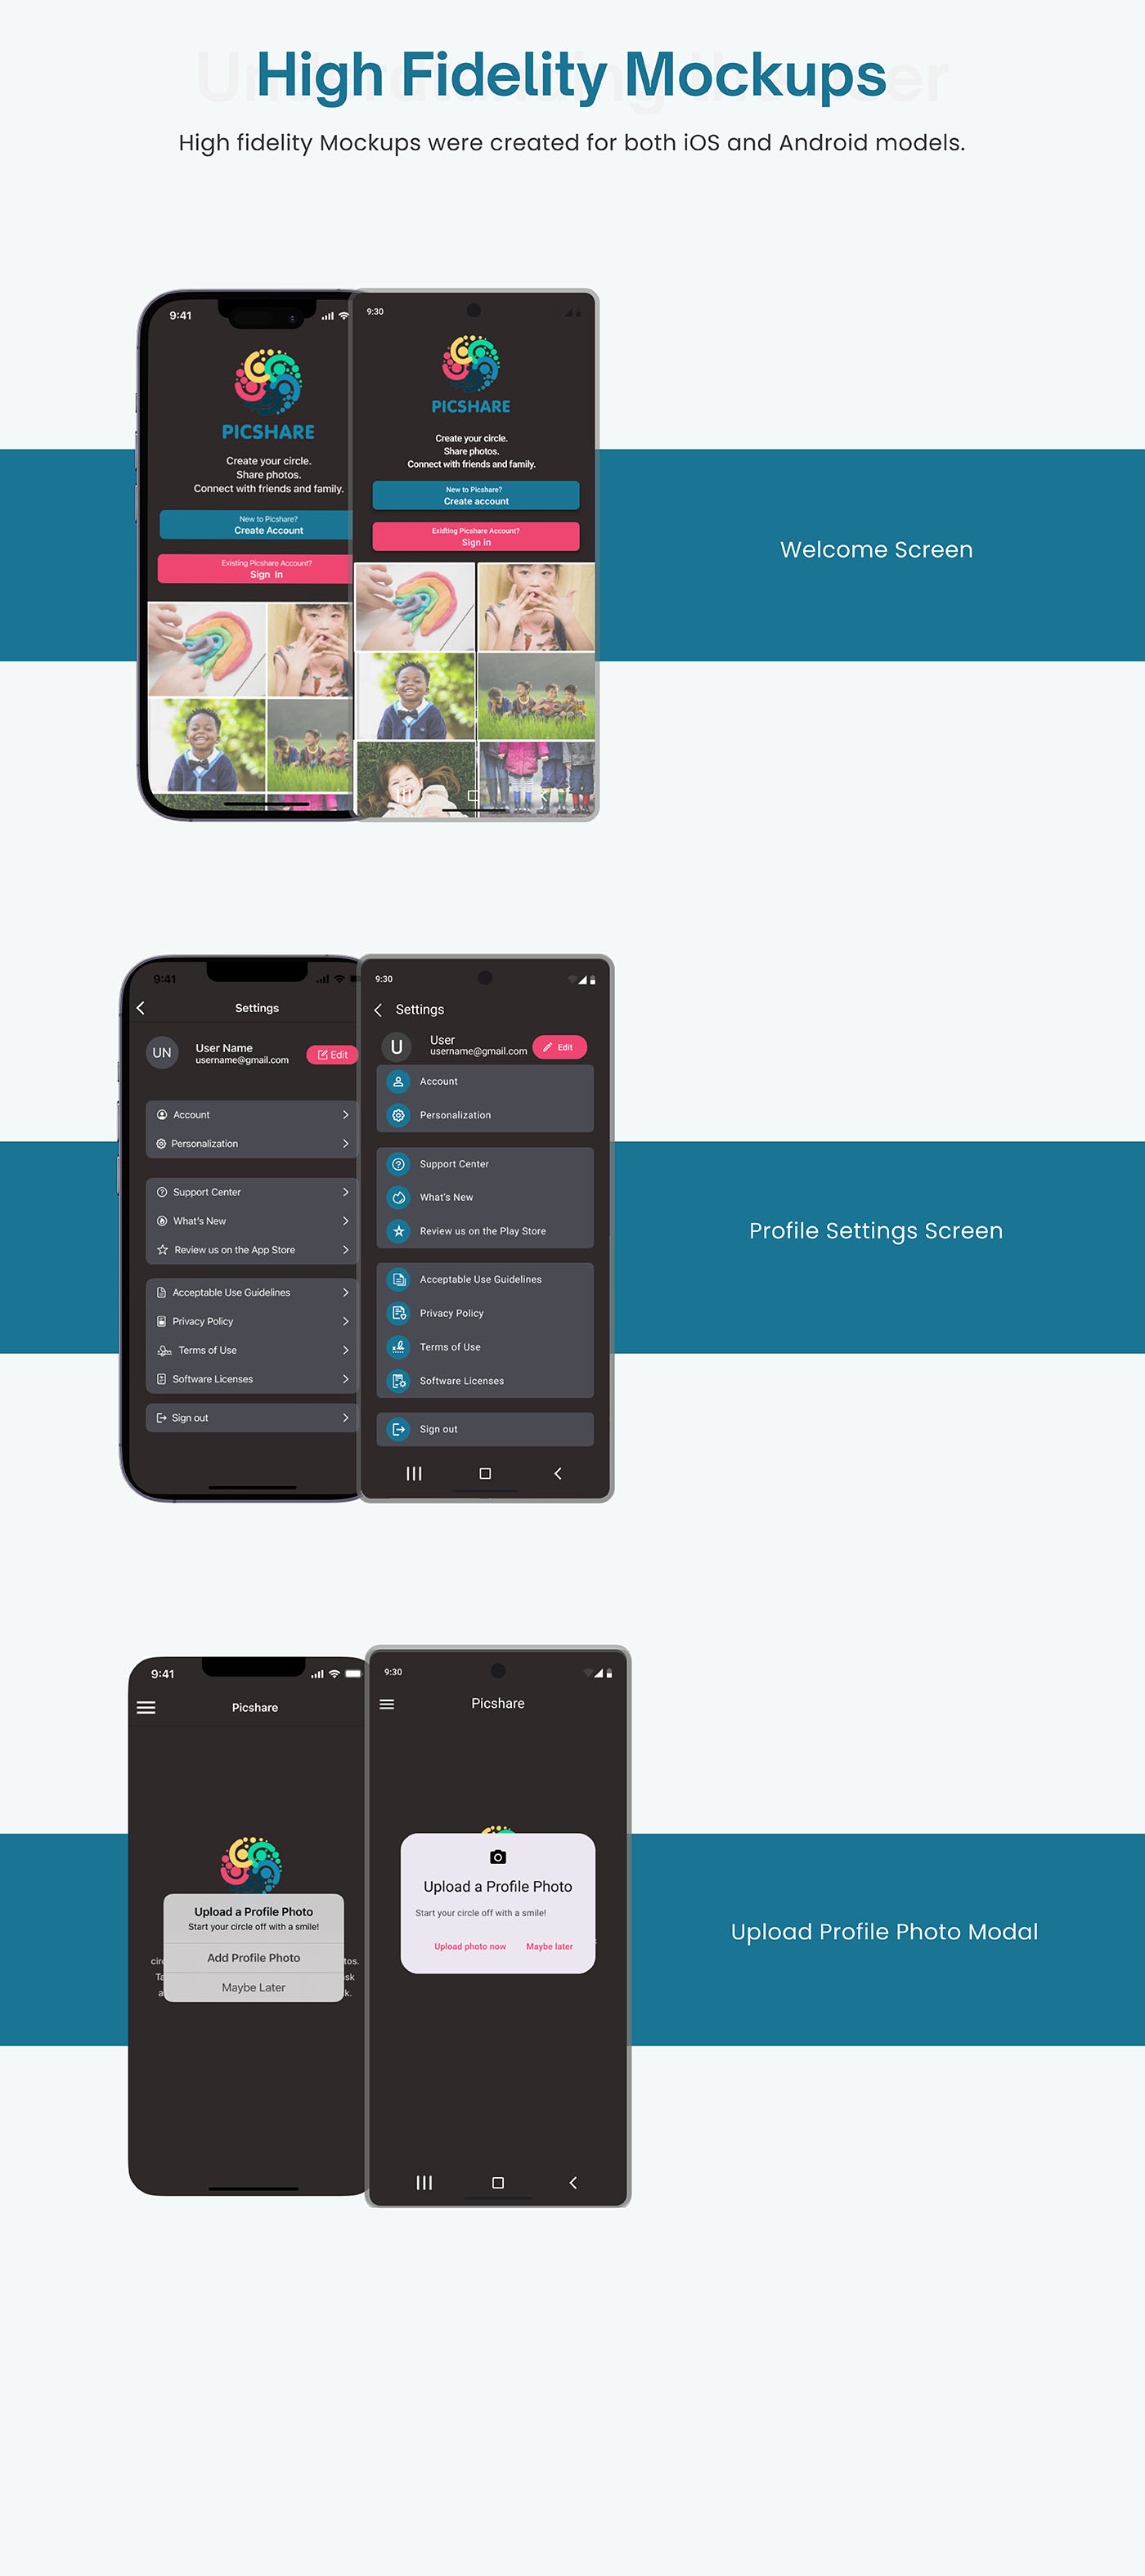 High Fidelity Mockups
High fidelity Mockups were created for both iOS and Android models.
9:41
PICSHARE
Create your circle.
Share photos.
Connect with friends and family.
New to Picshare?
Create Account
Existing Picshare Account?
Sign In
9:30
PICSHARE
Create your circle.
Share photos.
Connect with friends and family.
New to Picshare?
Create account
Existing Picshare Account?
Sign in
Welcome Screen
9:41
Settings
UN
User Name
username@gmail.com
Edit
Account
Personalization
Support Center
What's New
Review us on the App Store
Acceptable Use Guidelines
Privacy Policy
Terms of Use
Software Licenses
Sign out
9:30
Settings
U
User
username@gmail.com
Edit
Account
Personalization
Support Center
What's New
Review us on the Play Store
Acceptable Use Guidelines
Privacy Policy
Terms of Use
Software Licenses
Sign out
Profile Settings Screen
9:41
Picshare
Upload a Profile Photo
Start your circle off with a smile!
Add Profile Photo
Maybe Later
9:30
Picshare
Upload a Profile Photo
Start your circle off with a smile!
Upload photo now Maybe later
Upload Profile Photo Modal